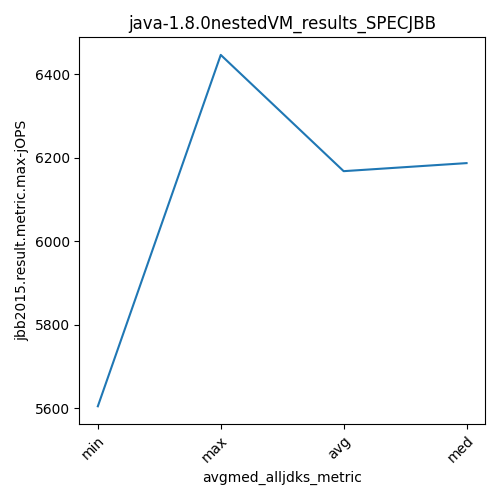 java-1.8.0nestedVM_results_SPECJBB
jbb2015.result.metric.max-jOPS
6400
6200
6000
5800
5600
min
max
avg
med
avgmed_alljdks_metric